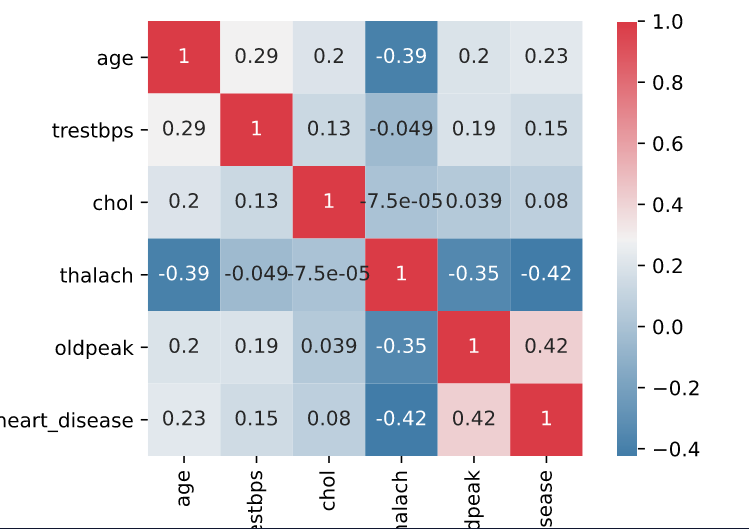 1.0
age 1 0.29 0.2 -0.39 0.2 0.23
0.8
trestbps 0.29 1 0.13 -0.049 0.19 0.15
0.6
chol 0.2 0.13 1 -7.5e-05 0.039 0.08
0.4
0.2
thalach -0.39 -0.049 -7.5e-05 1 -0.35 -0.42
0.0
oldpeak 0.2 0.19 0.039 -0.35 1 0.42
−0.2
heart_disease 0.23 0.15 0.08 -0.42 0.42 1
−0.4
age
estbps
chol
halach
dpeak
sease